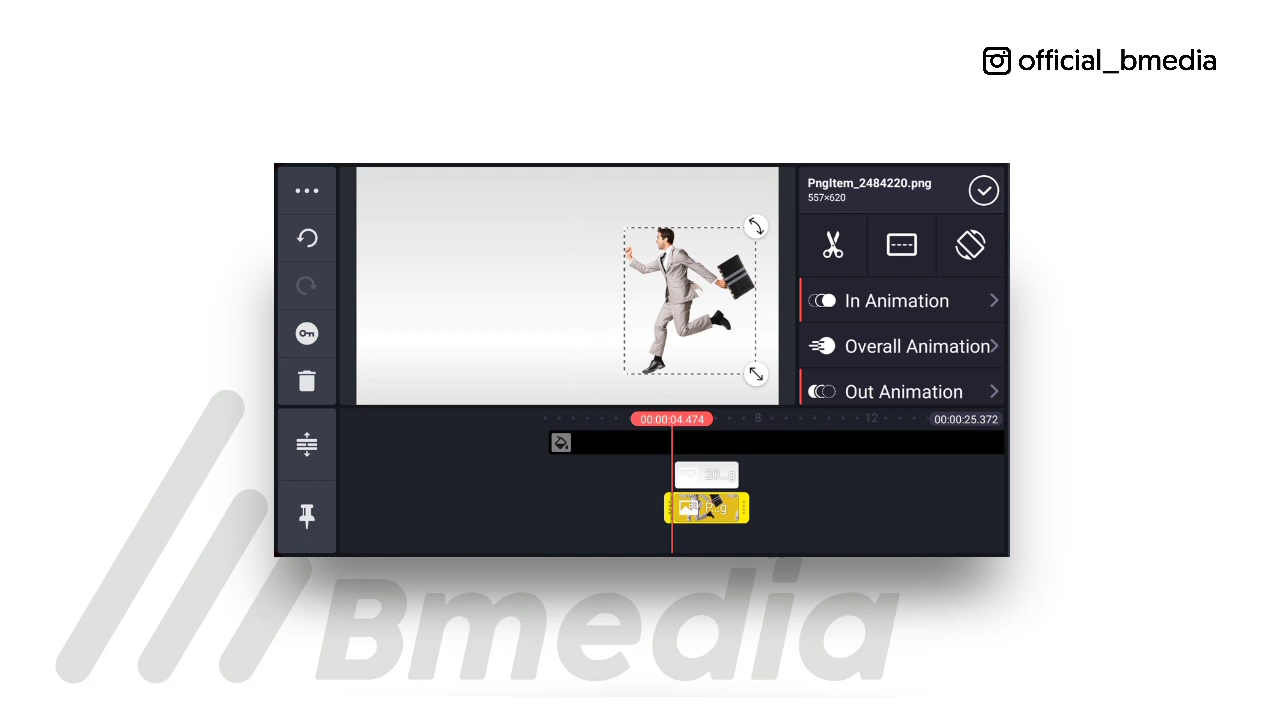 official_bmedia
PngItem_2484220.png
557×620
In Animation
Overall Animation
Out Animation
00:00:04.474
8
12
00:00:25.372
P...g
Bmedia